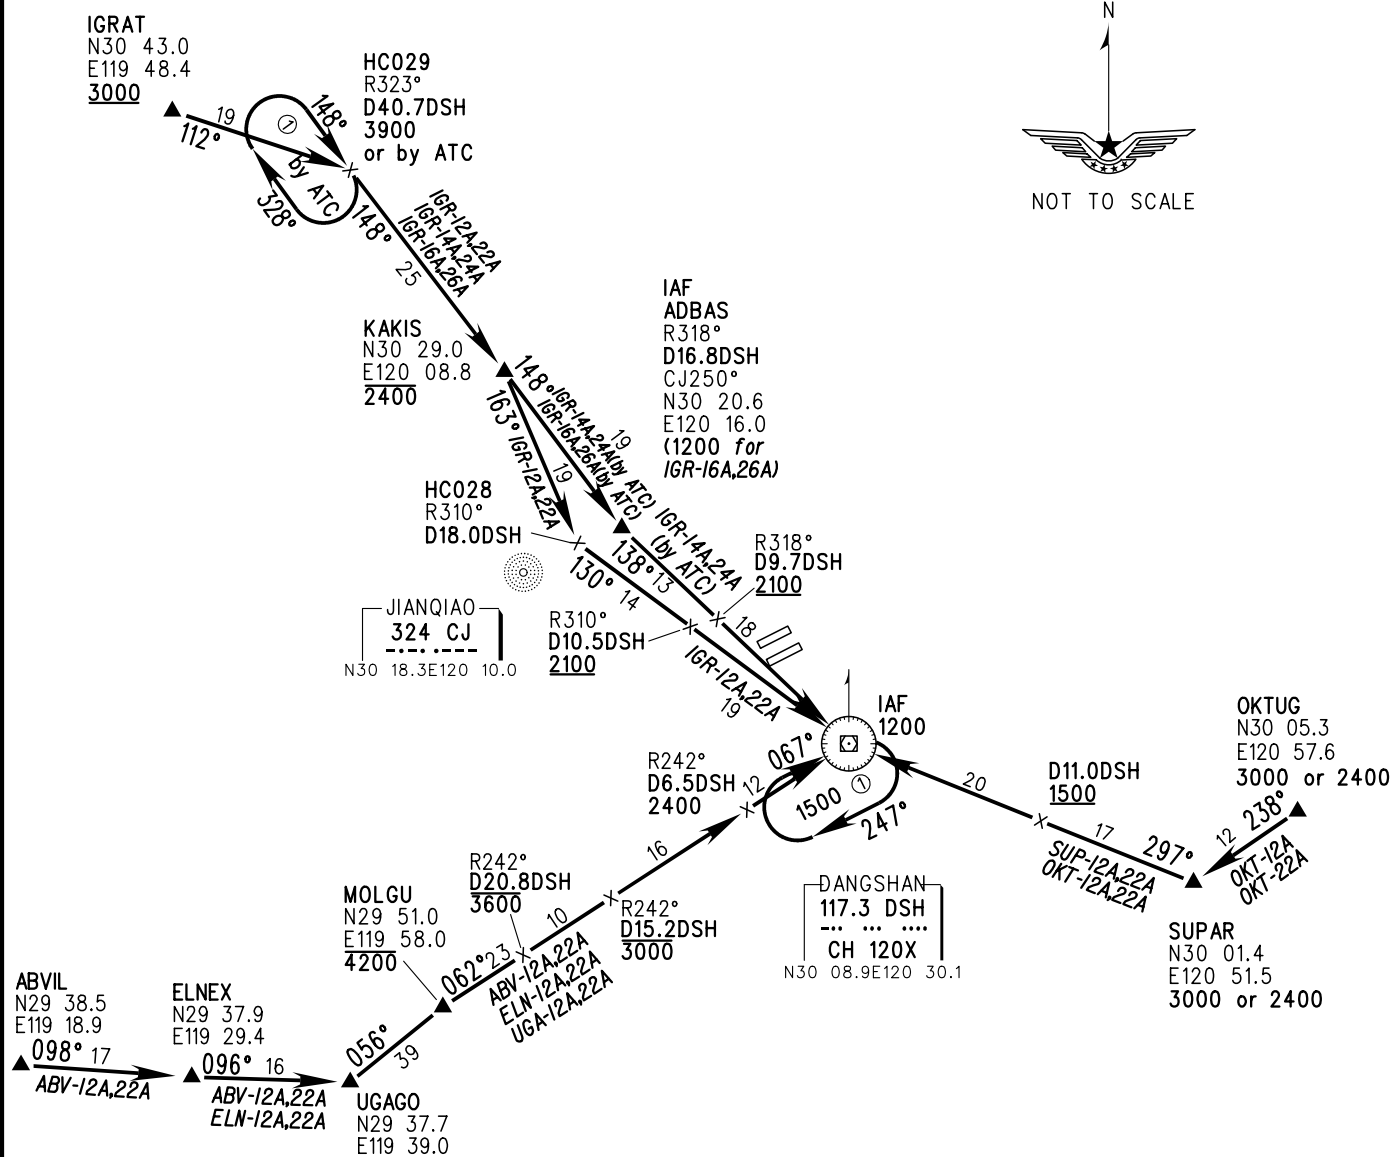 IGRAT
N30 43.0
E119 48.4
3000
19
112°
148°
①
by ATC
328°
HC029
R323°
D40.7DSH
3900
or by ATC
N
NOT TO SCALE
148°
25
IGR-12A,22A
IGR-14A,24A
IGR-16A,26A
KAKIS
N30 29.0
E120 08.8
2400
IAF
ADBAS
R318°
D16.8DSH
CJ250°
N30 20.6
E120 16.0
(1200 for
IGR-16A,26A)
148°
IGR-14A,24A(by ATC)
IGR-16A,26A(by ATC)
19
163°
IGR-12A,22A
19
HC028
R310°
D18.0DSH
130°
14
138°
13
IGR-14A,24A
(by ATC)
R318°
D9.7DSH
2100
18
JIANQIAO
324 CJ
N30 18.3E120 10.0
R310°
D10.5DSH
2100
IGR-12A,22A
19
IAF
1200
067°
12
1500 ①
247°
R242°
D6.5DSH
2400
20
D11.0DSH
1500
17
297°
SUP-12A,22A
OKT-12A,22A
OKTUG
N30 05.3
E120 57.6
3000 or 2400
238°
12
OKT-12A
OKT-22A
SUPAR
N30 01.4
E120 51.5
3000 or 2400
DANGSHAN
117.3 DSH
CH 120X
N30 08.9E120 30.1
16
R242°
D20.8DSH
3600
10
R242°
D15.2DSH
3000
MOLGU
N29 51.0
E119 58.0
4200
062°
23
ABV-12A,22A
ELN-12A,22A
UGA-12A,22A
ABVIL
N29 38.5
E119 18.9
098° 17
ABV-12A,22A
ELNEX
N29 37.9
E119 29.4
096° 16
ABV-12A,22A
ELN-12A,22A
056°
39
UGAGO
N29 37.7
E119 39.0